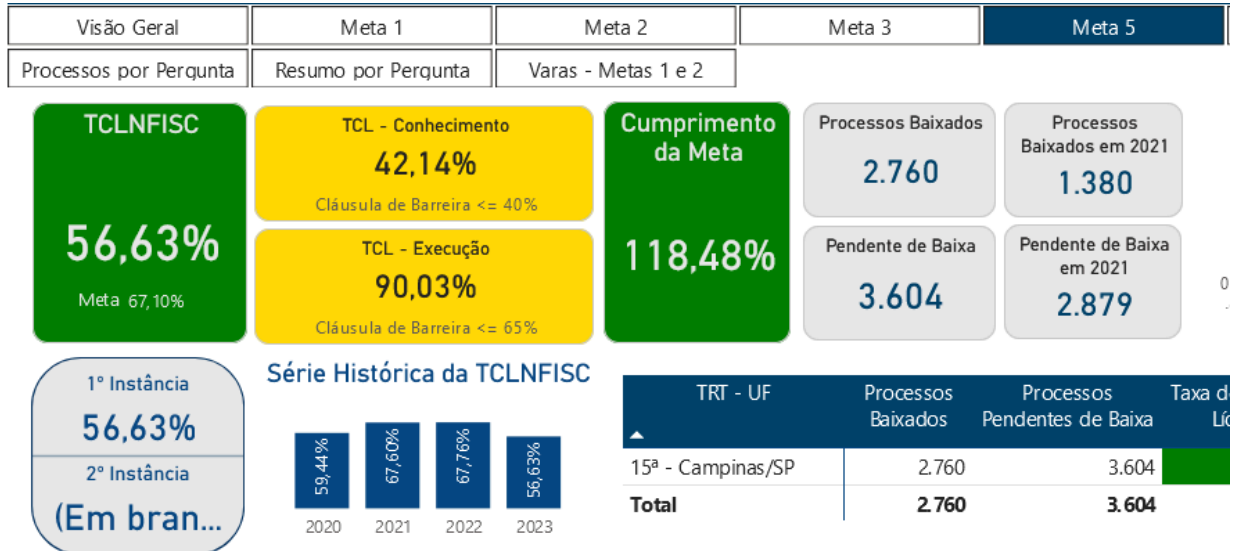 Visão Geral
Meta 1
Meta 2
Meta 3
Meta 5
Processos por Pergunta
Resumo por Pergunta
Varas - Metas 1 e 2
TCLNFISC
56,63%
Meta 67,10%
TCL - Conhecimento
42,14%
Cláusula de Barreira <= 40%
TCL - Execução
90,03%
Cláusula de Barreira <= 65%
Cumprimento
da Meta
118,48%
Processos Baixados
2.760
Processos
Baixados em 2021
1.380
Pendente de Baixa
3.604
Pendente de Baixa
em 2021
2.879
0
1º Instância
56,63%
2º Instância
(Em bran...
Série Histórica da TCLNFISC
59,44%
67,60%
67,76%
56,63%
2020
2021
2022
2023
TRT - UF
Processos
Baixados
Processos
Pendentes de Baixa
Taxa d
Líc
15ª - Campinas/SP
2.760
3.604
Total
2.760
3.604